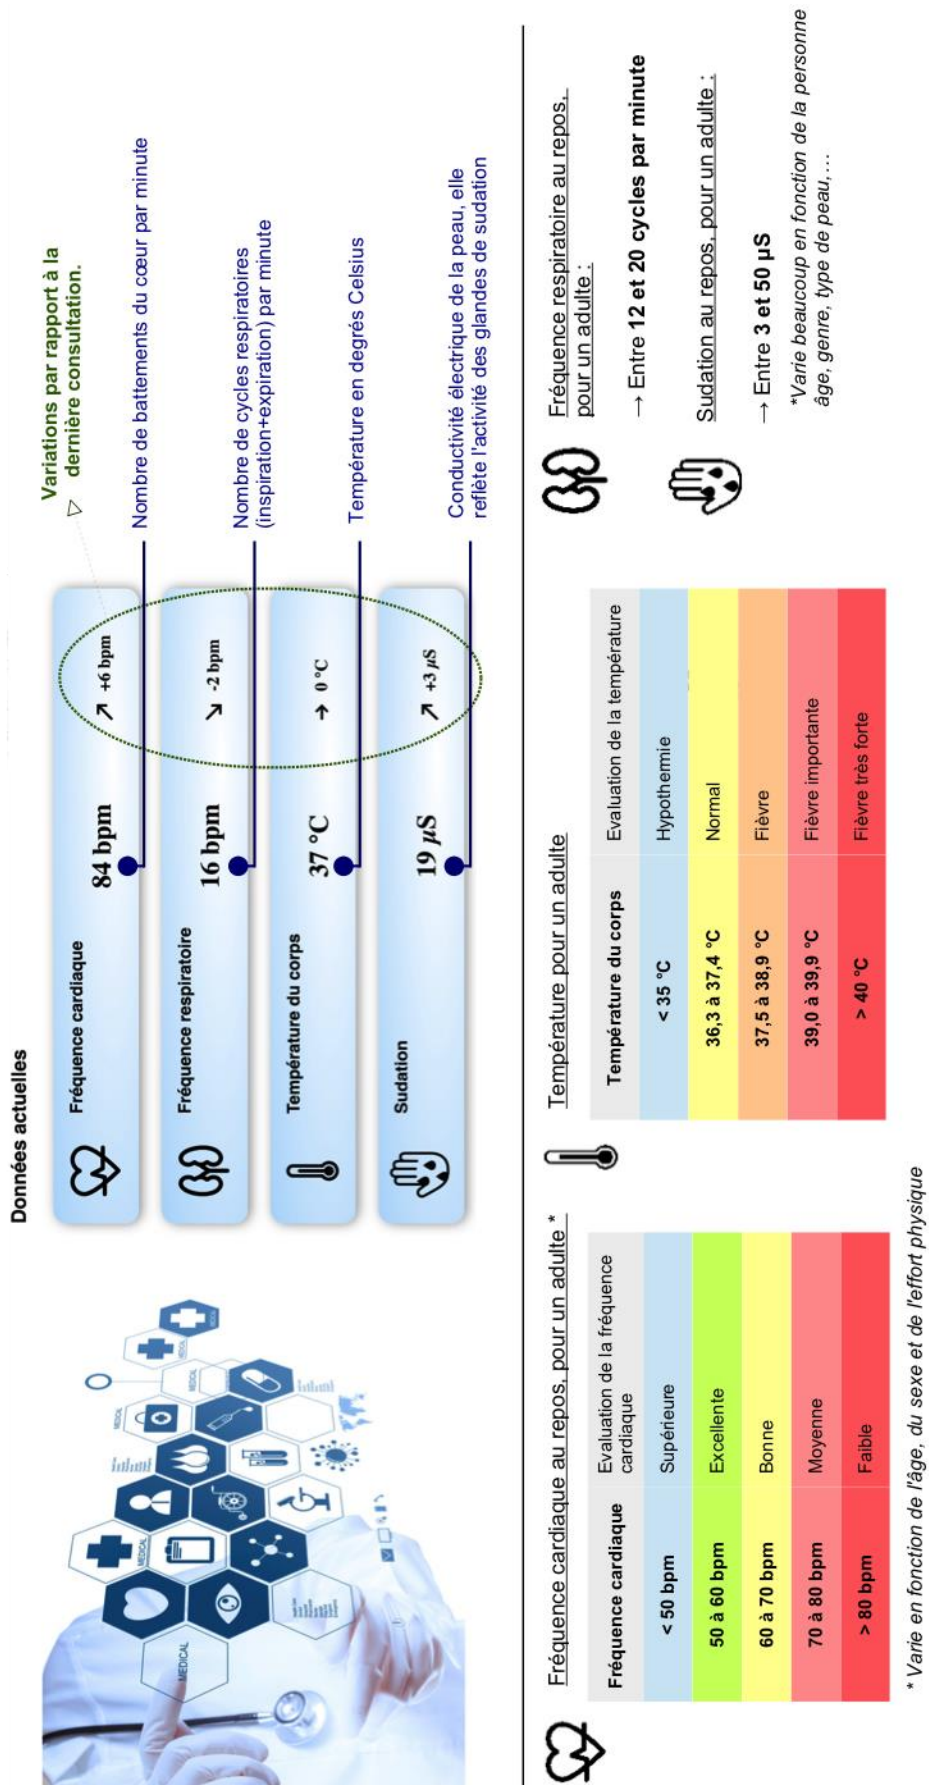 Données actuelles
Fréquence cardiaque
84 bpm
↗ +6 bpm
Fréquence respiratoire
16 bpm
↘ -2 bpm
Température du corps
37 °C
→ 0 °C
Sudation
19 µS
↗ +3 µS
Variations par rapport à la
dernière consultation.
Nombre de battements du cœur par minute
Nombre de cycles respiratoires
(inspiration+expiration) par minute
Température en degrés Celsius
Conductivité électrique de la peau, elle
reflète l'activité des glandes de sudation
MEDICAL
MEDICAL
MEDICAL
MEDICAL
MEDICAL
MEDICAL
Fréquence cardiaque au repos, pour un adulte *
Fréquence cardiaque
Evaluation de la fréquence
cardiaque
< 50 bpm
Supérieure
50 à 60 bpm
Excellente
60 à 70 bpm
Bonne
70 à 80 bpm
Moyenne
> 80 bpm
Faible
* Varie en fonction de l'âge, du sexe et de l'effort physique
Température pour un adulte
Température du corps
Evaluation de la température
< 35 °C
Hypothermie
36,3 à 37,4 °C
Normal
37,5 à 38,9 °C
Fièvre
39,0 à 39,9 °C
Fièvre importante
> 40 °C
Fièvre très forte
Fréquence respiratoire au repos,
pour un adulte :
→ Entre 12 et 20 cycles par minute
Sudation au repos, pour un adulte :
→ Entre 3 et 50 µS
*Varie beaucoup en fonction de la personne
âge, genre, type de peau,…